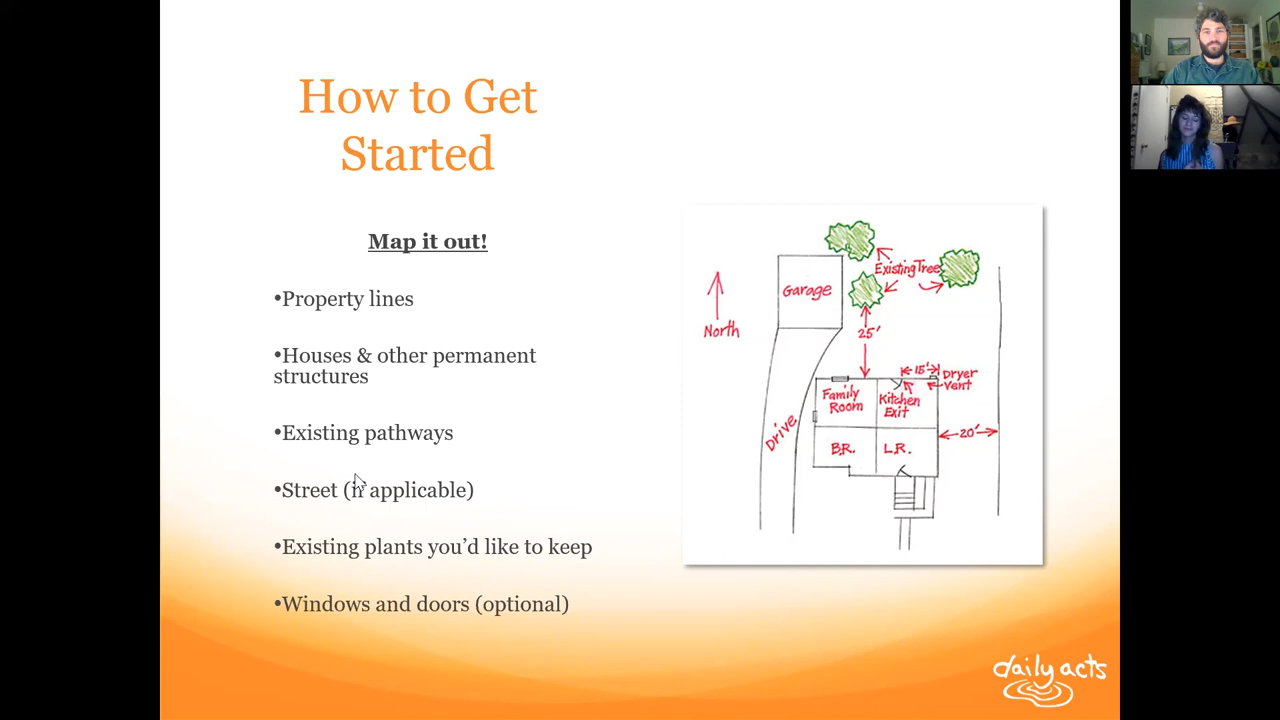 How to Get
Started
Map it out!
•Property lines
•Houses & other permanent
structures
•Existing pathways
•Street (if applicable)
•Existing plants you'd like to keep
•Windows and doors (optional)
Existing Tree
Garage
North
25'
15'
Dryer
Vent
Family
Room
Kitchen
Exit
Drive
20'
B.R.
L.R.
daily acts